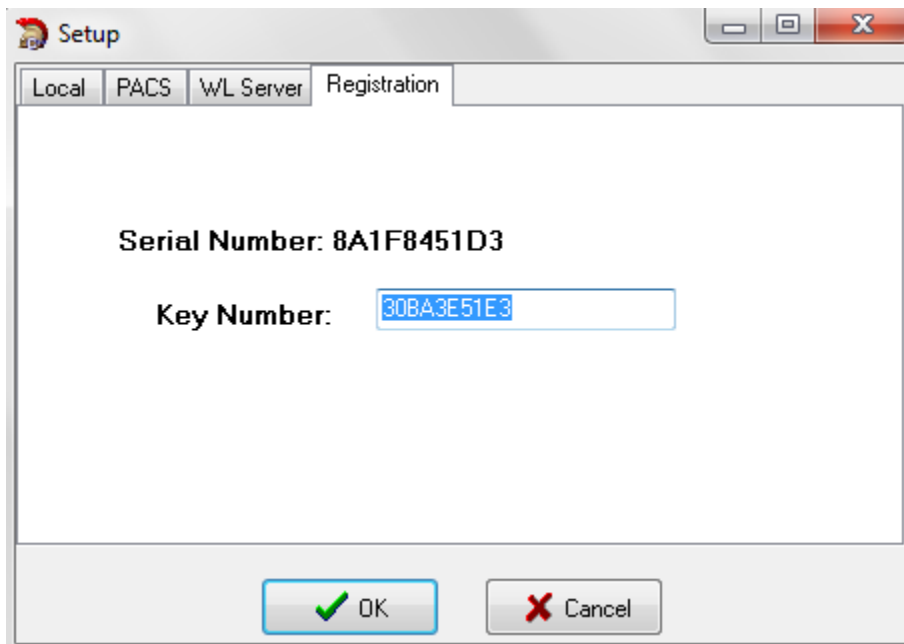 Setup
Local PACS WL Server Registration
Serial Number: 8A1F8451D3
Key Number: 30BA3E51E3
OK Cancel